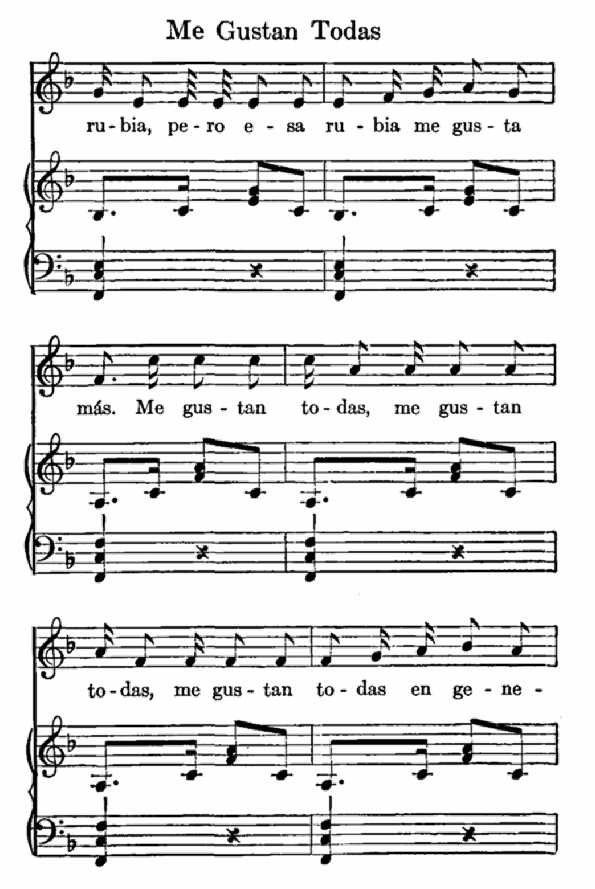 Me Gustan Todas
ru - bia, pe - ro e - sa ru - bia me gus - ta
más. Me gus - tan to - das, me gus - tan
to - das, me gus - tan to - das en ge - ne -